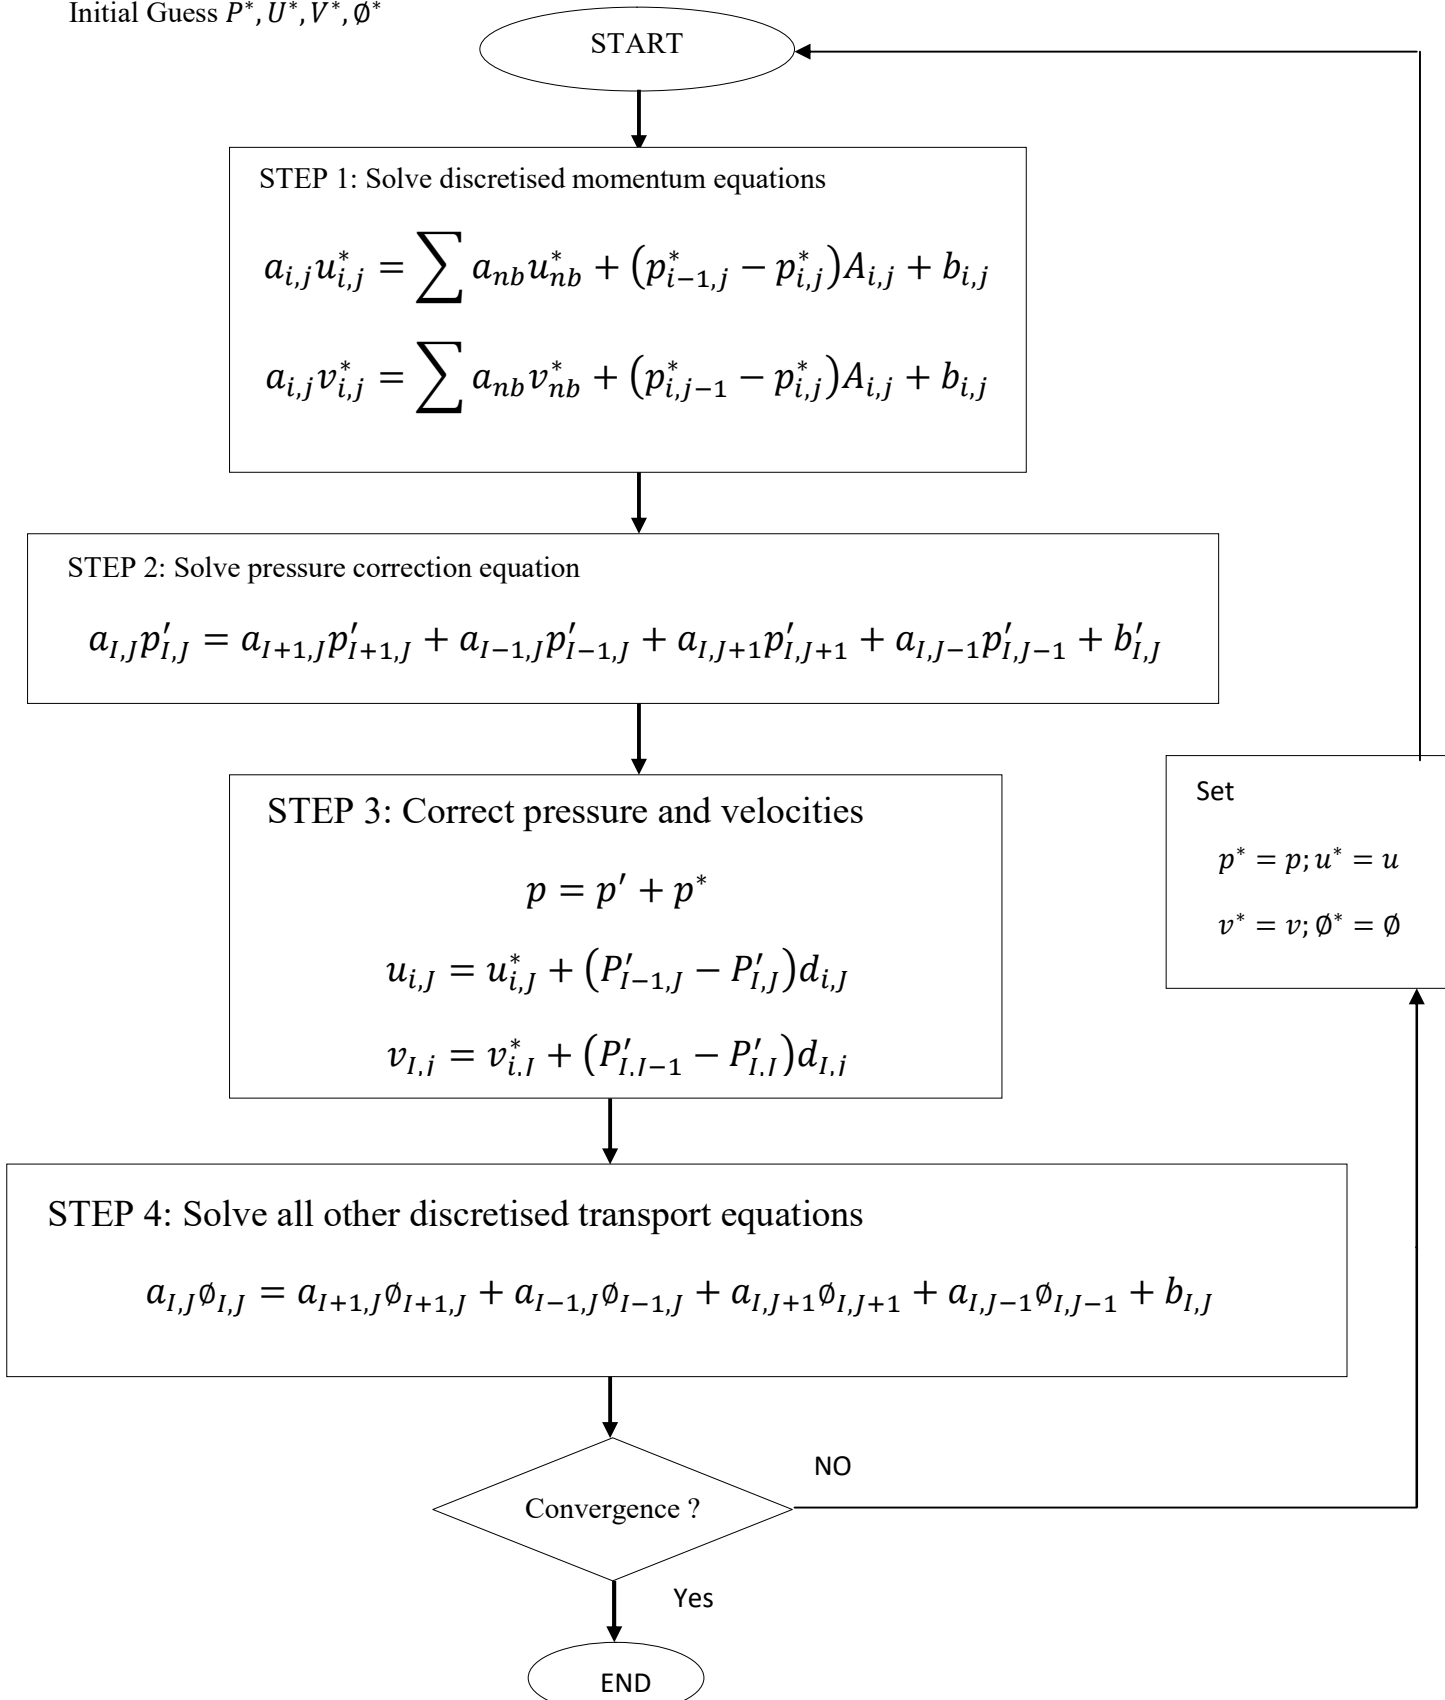 Initial Guess P*, U*, V*, Ø*
START
STEP 1: Solve discretised momentum equations
a_{i,j}u^*_{i,j} = ∑ a_{nb}u^*_{nb} + (p^*_{i−1,j} − p^*_{i,j})A_{i,j} + b_{i,j}
a_{i,j}v^*_{i,j} = ∑ a_{nb}v^*_{nb} + (p^*_{i,j−1} − p^*_{i,j})A_{i,j} + b_{i,j}
STEP 2: Solve pressure correction equation
a_{I,J}p′_{I,J} = a_{I+1,J}p′_{I+1,J} + a_{I−1,J}p′_{I−1,J} + a_{I,J+1}p′_{I,J+1} + a_{I,J−1}p′_{I,J−1} + b′_{I,J}
STEP 3: Correct pressure and velocities
p = p′ + p*
u_{i,J} = u^*_{i,J} + (P′_{I−1,J} − P′_{I,J})d_{i,J}
v_{I,j} = v^*_{i,J} + (P′_{I,J−1} − P′_{I,J})d_{I,j}
Set
p* = p; u* = u
v* = v; Ø* = Ø
STEP 4: Solve all other discretised transport equations
a_{I,J}Ø_{I,J} = a_{I+1,J}Ø_{I+1,J} + a_{I−1,J}Ø_{I−1,J} + a_{I,J+1}Ø_{I,J+1} + a_{I,J−1}Ø_{I,J−1} + b_{I,J}
Convergence ?
NO
Yes
END